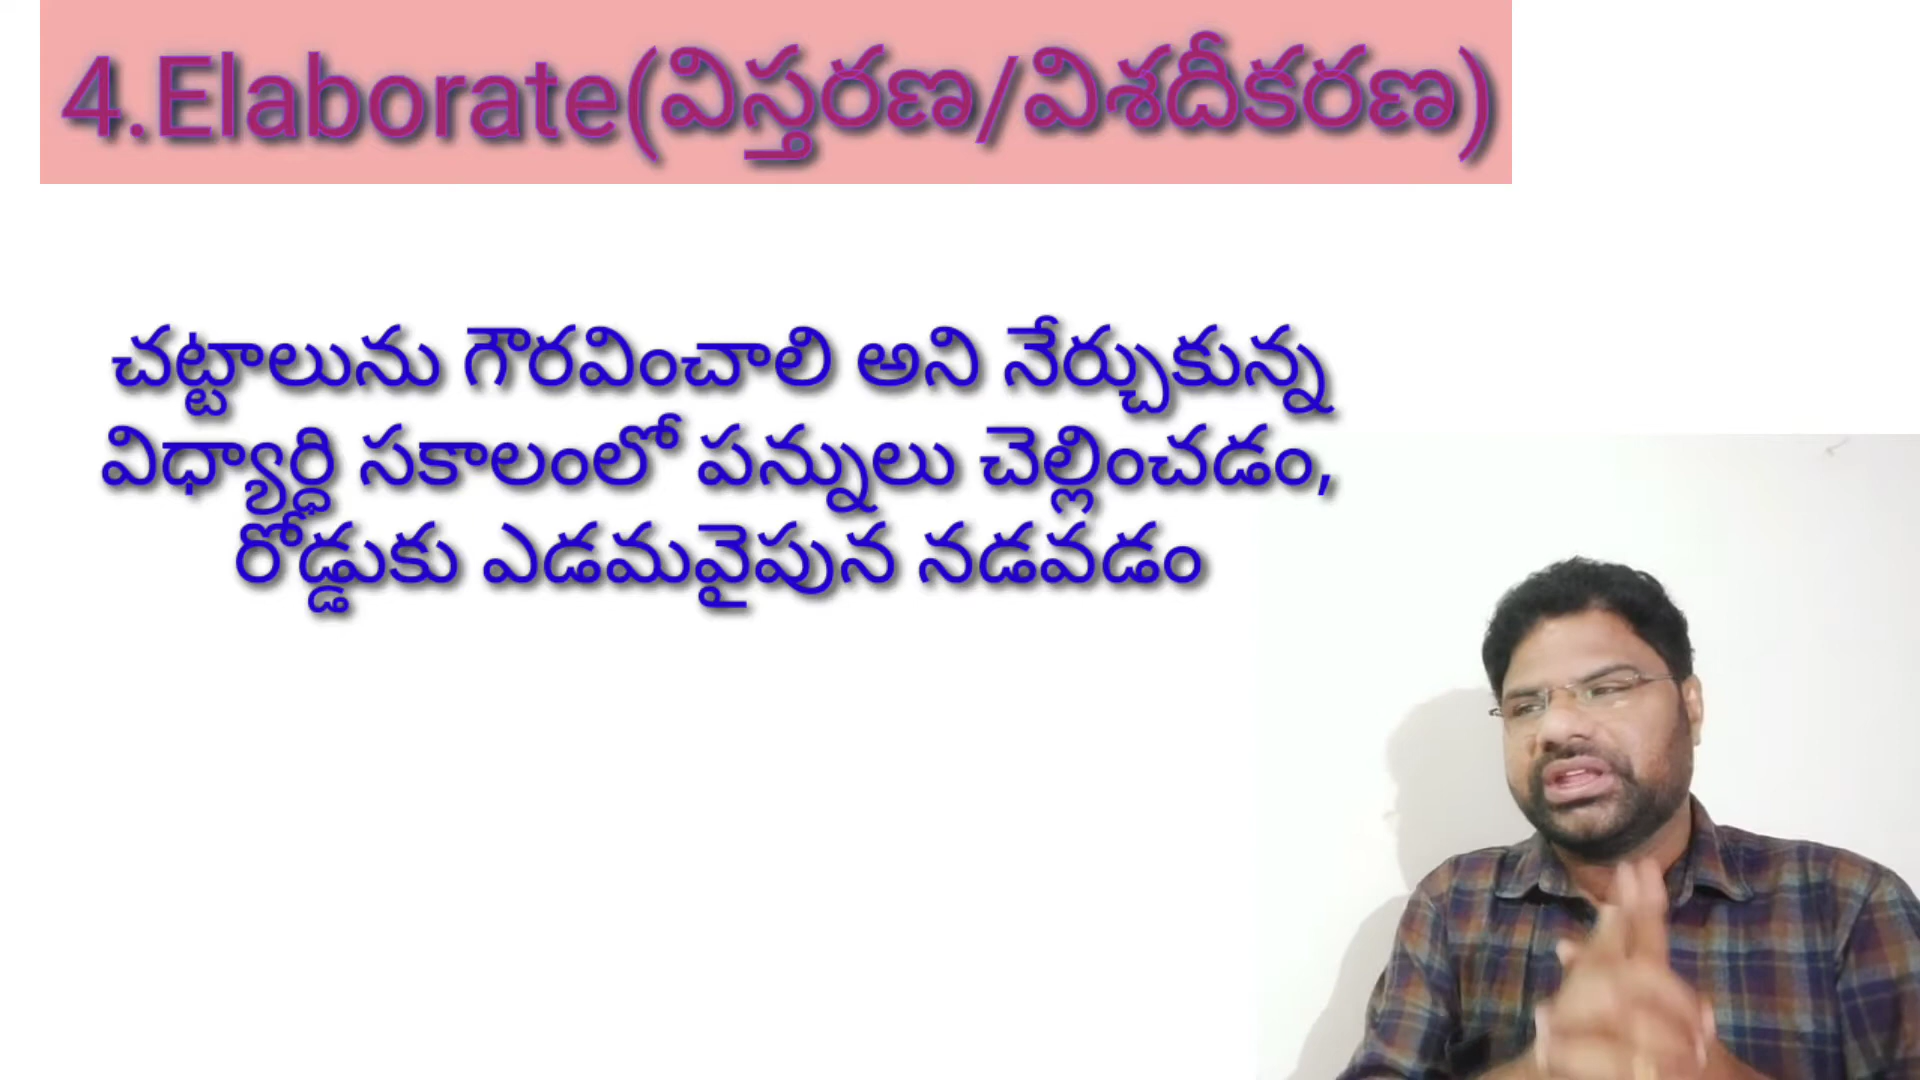 4.Elaborate(విస్తరణ/విశదీకరణ)
చట్టాలును గౌరవించాలి అని నేర్చుకున్న
విధ్యార్ధి సకాలంలో పన్నులు చెల్లించడం,
రోడ్డుకు ఎడమవైపున నడవడం